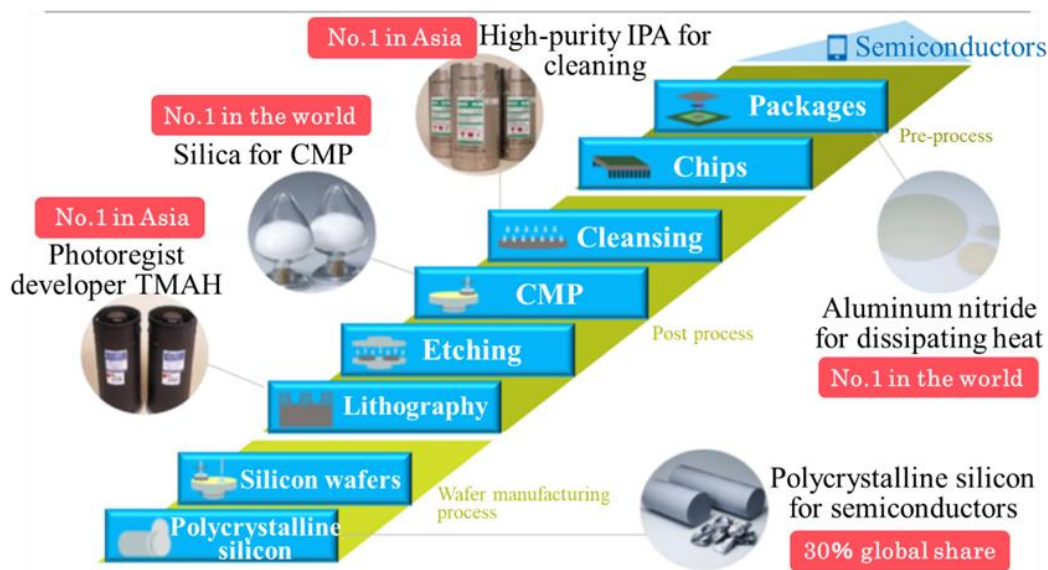 No.1 in Asia
High-purity IPA for
cleaning
Semiconductors
No.1 in the world
Silica for CMP
Packages
Pre-process
Chips
No.1 in Asia
Photoregist
developer TMAH
Cleansing
CMP
Post process
Aluminum nitride
for dissipating heat
No.1 in the world
Etching
Lithography
Silicon wafers
Wafer manufacturing
process
Polycrystalline
silicon
Polycrystalline silicon
for semiconductors
30% global share